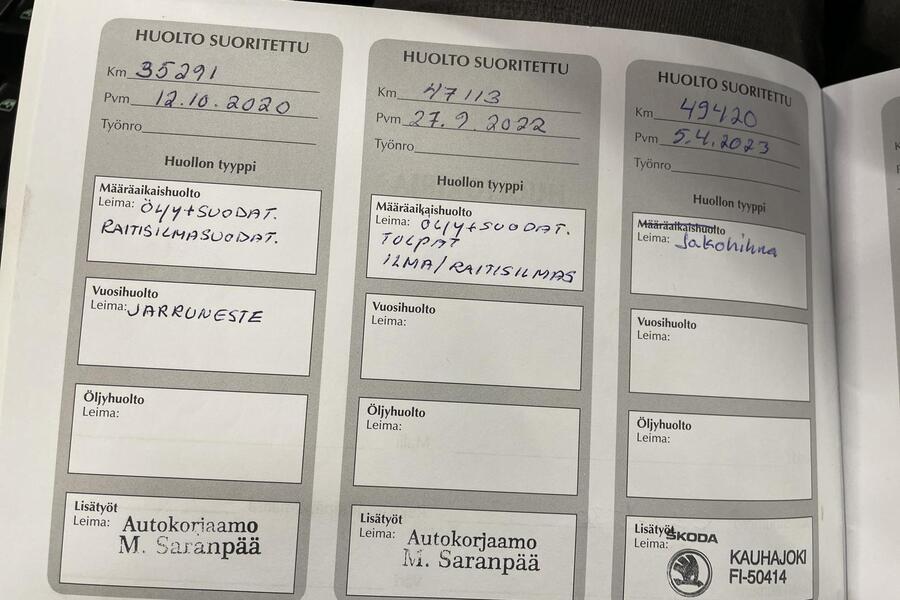 HUOLTO SUORITETTU
Km 35291
Pvm 12.10.2020
Työnro
Huollon tyyppi
Määräaikaishuolto
Leima: ÖLJY+SUODAT.
RAITISILMASUODAT.
Vuosihuolto
Leima: JARRUNESTE
Öljyhuolto
Leima:
Lisätyöt
Leima: Autokorjaamo
M. Saranpää
HUOLTO SUORITETTU
Km 47113
Pvm 27.9.2022
Työnro
Huollon tyyppi
Määräaikaishuolto
Leima: ÖLJY+SUODAT.
TULPAT
ILMA/RAITISILMAS
Vuosihuolto
Leima:
Öljyhuolto
Leima:
Lisätyöt
Leima: Autokorjaamo
M. Saranpää
HUOLTO SUORITETTU
Km 49420
Pvm 5.4.2023
Työnro
Huollon tyyppi
Määräaikaishuolto
Leima: Jakohihna
Vuosihuolto
Leima:
Öljyhuolto
Leima:
Lisätyöt
Leima:
ŠKODA
KAUHAJOKI
FI-50414